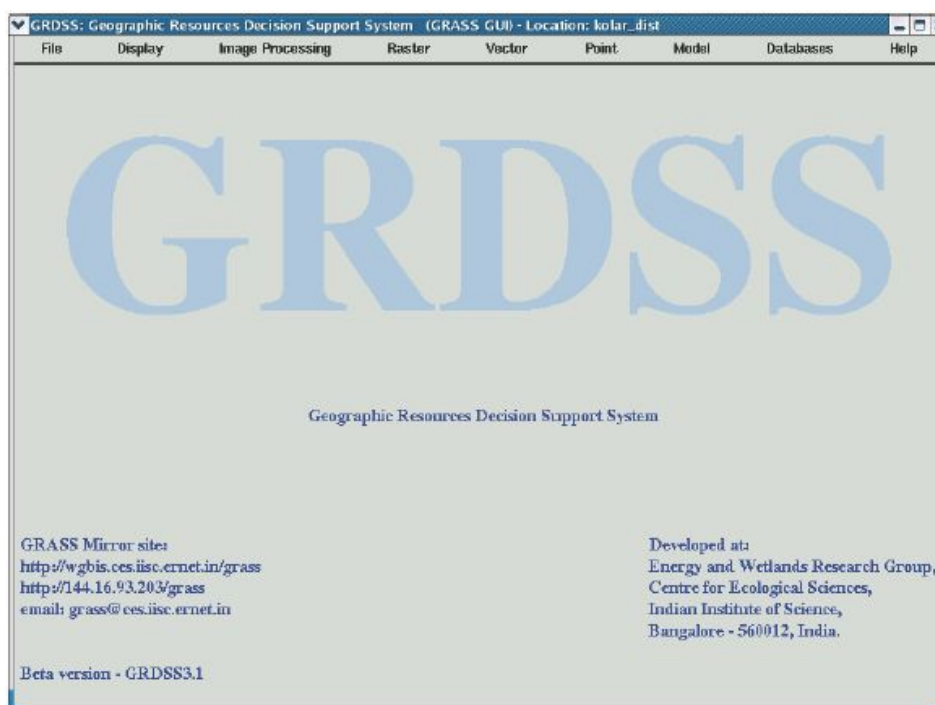 GRDSS: Geographic Resources Decision Support System (GRASS GUI) - Location: kolar_dist
File Display Image Processing Raster Vector Point Model Databases Help
GRDSS
Geographic Resources Decision Support System
GRASS Mirror site:
http://wgbis.ces.iisc.ernet.in/grass
http://144.16.93.203/grass
email: grass@ces.iisc.ernet.in
Developed at:
Energy and Wetlands Research Group,
Centre for Ecological Sciences,
Indian Institute of Science,
Bangalore - 560012, India.
Beta version - GRDSS3.1